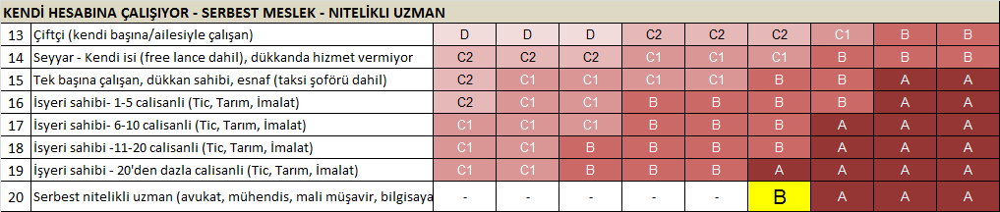 KENDİ HESABINA ÇALIŞIYOR - SERBEST MESLEK - NITELİKLI UZMAN
13 Çiftçi (kendi başına/ailesiyle çalışan) D D D C2 C2 C2 C1 B B
14 Seyyar - Kendi isi (free lance dahil), dükkanda hizmet vermiyor C2 C2 C2 C1 C1 C1 B B B
15 Tek başına çalışan, dükkan sahibi, esnaf (taksi şoförü dahil) C2 C1 C1 C1 C1 B B A A
16 İsyeri sahibi- 1-5 calisanli (Tic, Tarım, İmalat) C2 C1 C1 B B B B A A
17 İsyeri sahibi- 6-10 calisanli (Tic, Tarım, İmalat) C1 C1 C1 B B B A A A
18 İsyeri sahibi -11-20 calisanli (Tic, Tarım, İmalat) C1 C1 B B B B A A A
19 İşyeri sahibi - 20'den dazla calisanli (Tic, Tarım, İmalat) C1 C1 B B B A A A A
20 Serbest nitelikli uzman (avukat, mühendis, mali müşavir, bilgisaya - - - - - B A A A